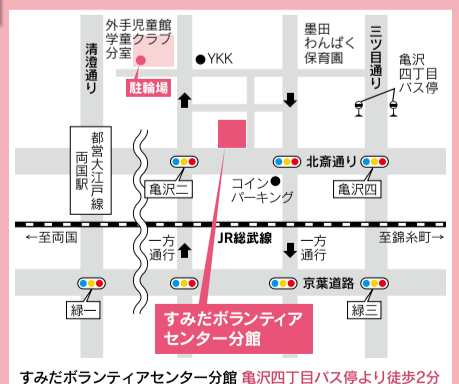 外手児童館
学童クラブ
分室
YKK
墨田
わんぱく
保育園
三ツ目通り
清澄通り
亀沢
四丁目
バス停
駐輪場
都営大江戸線
両国駅
北斎通り
亀沢二
コイン
パーキング
亀沢四
←至両国
一方
通行
JR総武線
一方
通行
至錦糸町→
京葉道路
緑一
すみだボランティア
センター分館
緑三
すみだボランティアセンター分館 亀沢四丁目バス停より徒歩2分